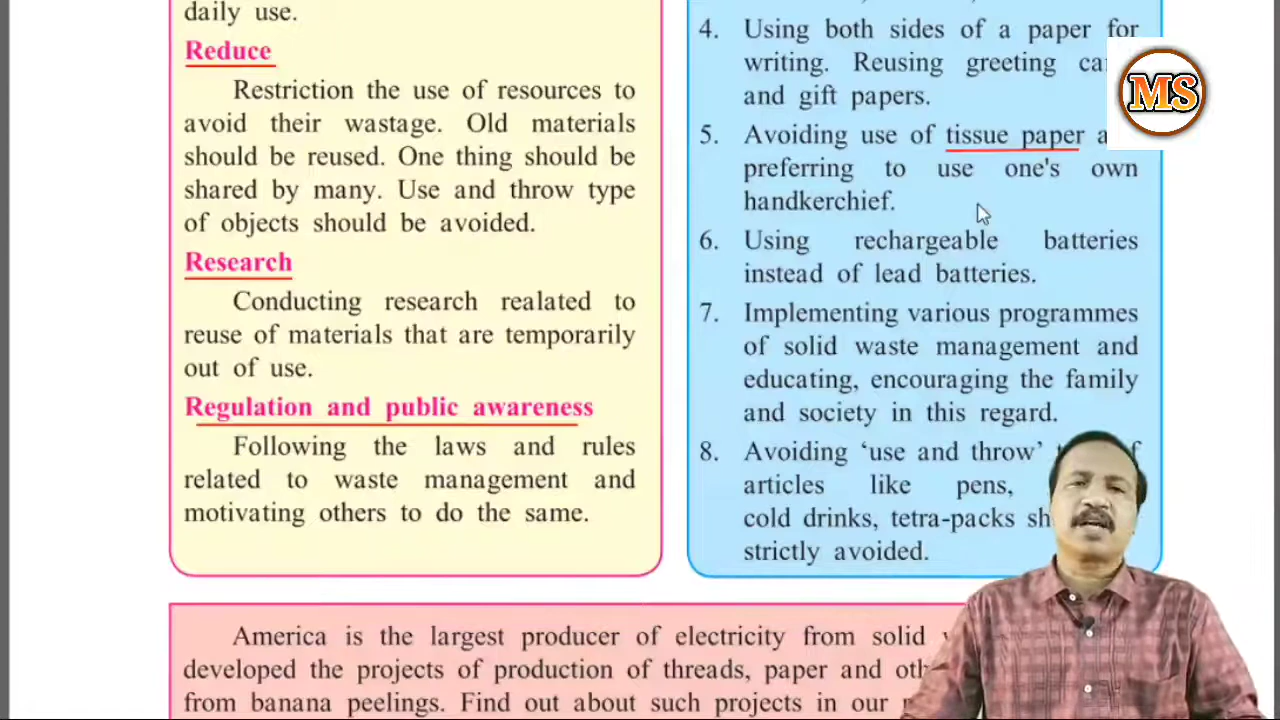 daily use.
Reduce
Restriction the use of resources to
avoid their wastage. Old materials
should be reused. One thing should be
shared by many. Use and throw type
of objects should be avoided.
Research
Conducting research realated to
reuse of materials that are temporarily
out of use.
Regulation and public awareness
Following the laws and rules
related to waste management and
motivating others to do the same.
4. Using both sides of a paper for
writing. Reusing greeting
and gift papers.
5. Avoiding use of tissue paper
preferring to use one's own
handkerchief.
6. Using rechargeable batteries
instead of lead batteries.
7. Implementing various programmes
of solid waste management and
educating, encouraging the family
and society in this regard.
8. Avoiding ‘use and throw’
articles like pens,
cold drinks, tetra-packs
strictly avoided.
America is the largest producer of electricity from solid
developed the projects of production of threads, paper and
from banana peelings. Find out about such projects in our
MS